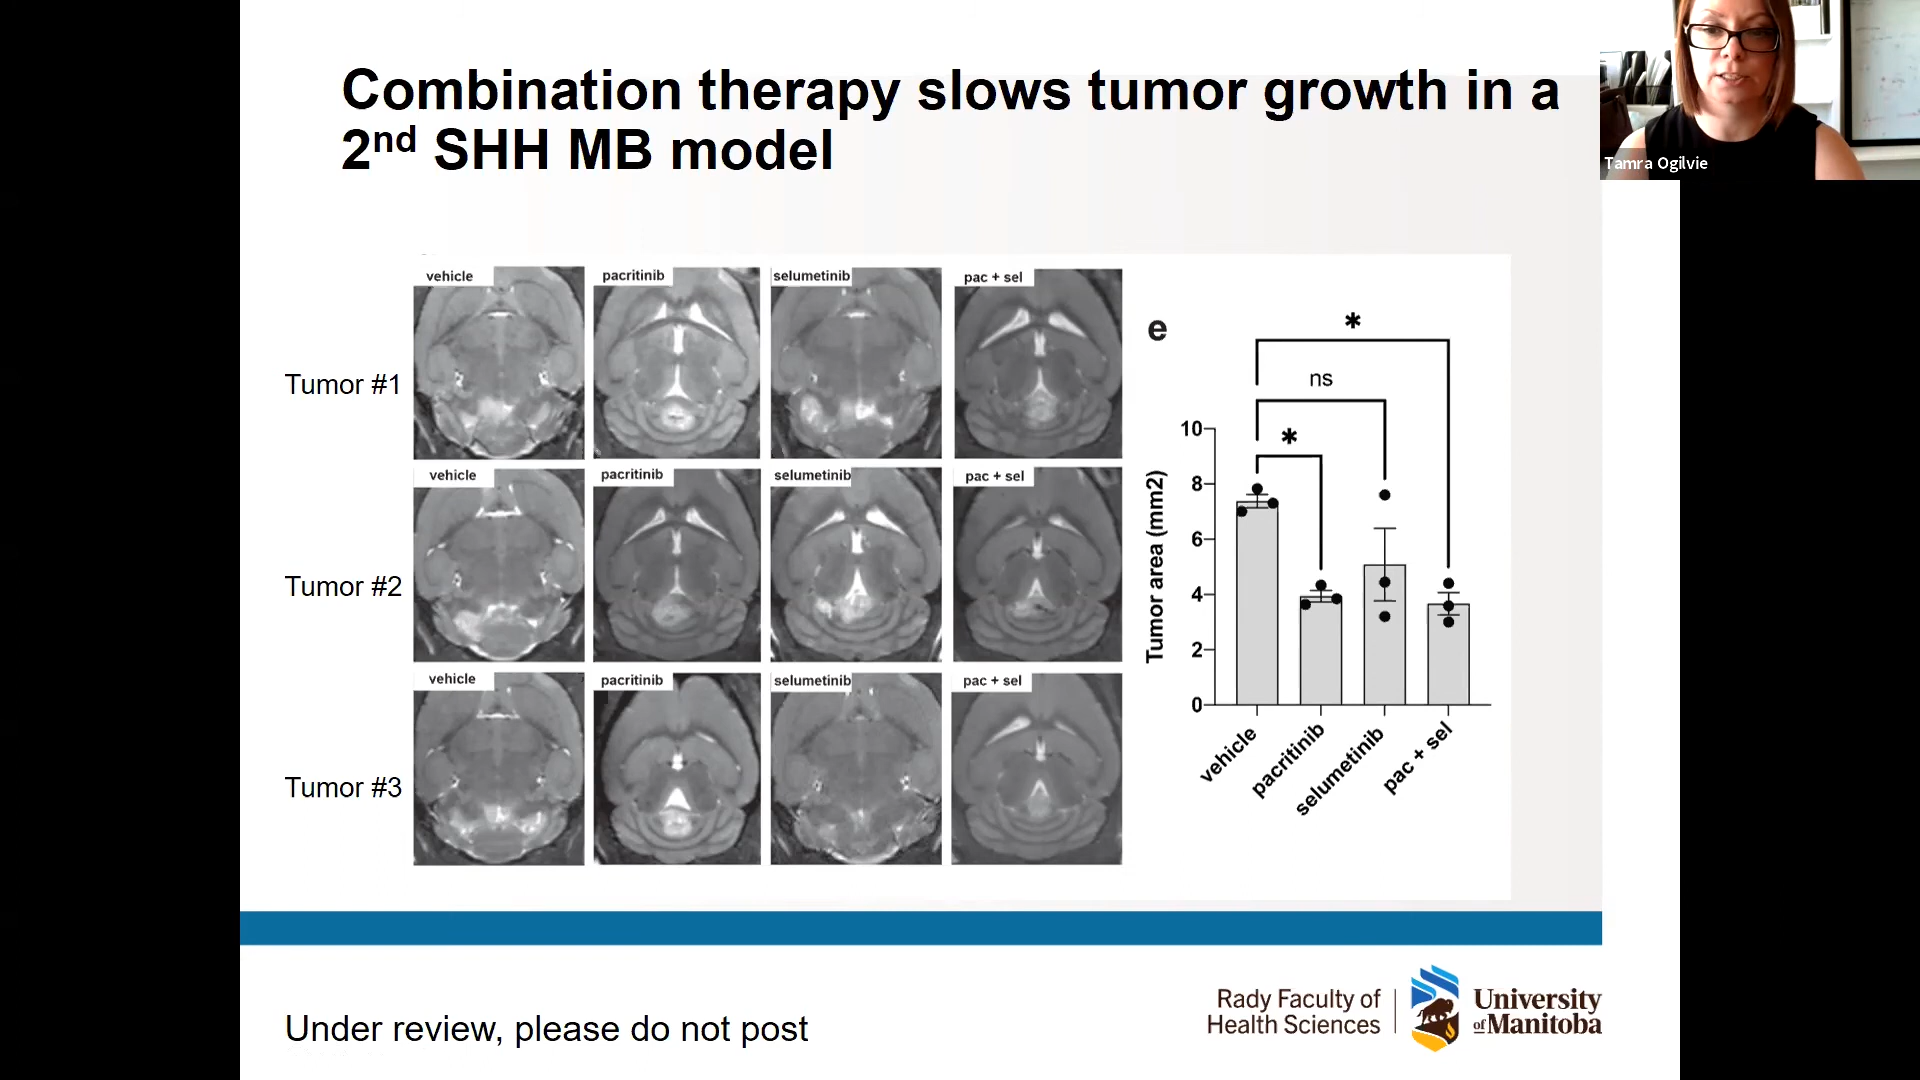 Combination therapy slows tumor growth in a
2nd SHH MB model
Tamra Ogilvie
vehicle
pacritinib
selumetinib
pac + sel
Tumor #1
vehicle
pacritinib
selumetinib
pac + sel
Tumor #2
vehicle
pacritinib
selumetinib
pac + sel
Tumor #3
e
*
ns
*
Tumor area (mm2)
10
8
6
4
2
0
vehicle
pacritinib
selumetinib
pac + sel
Under review, please do not post
Rady Faculty of
Health Sciences
University
of Manitoba